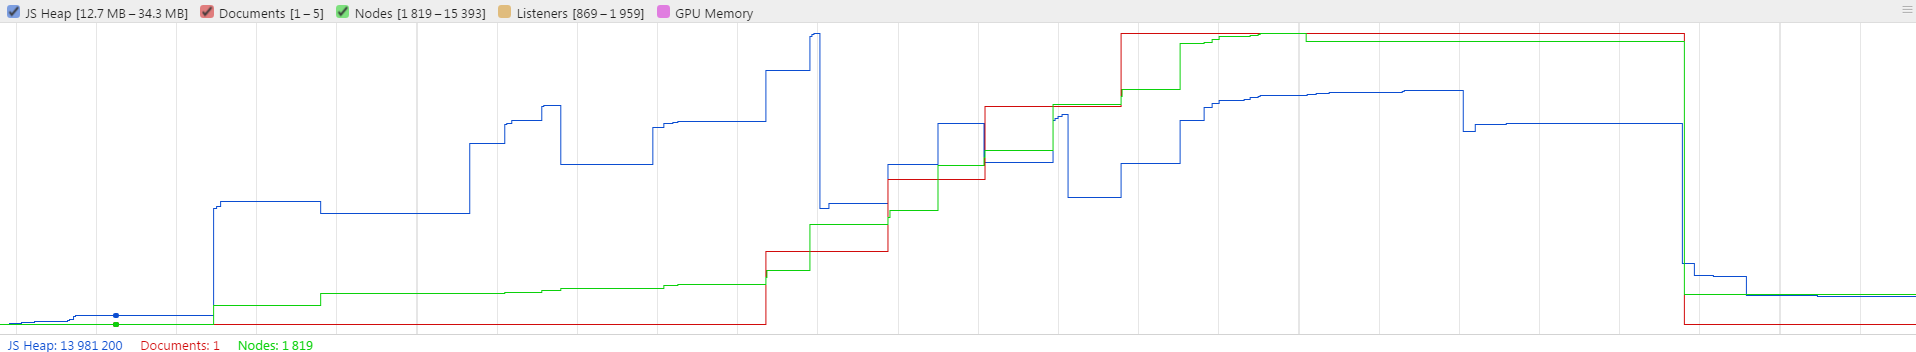 JS Heap [12.7 MB – 34.3 MB] Documents [1 – 5] Nodes [1 819 – 15 393] Listeners [869 – 1 959] GPU Memory
JS Heap: 13 981 200 Documents: 1 Nodes: 1 819